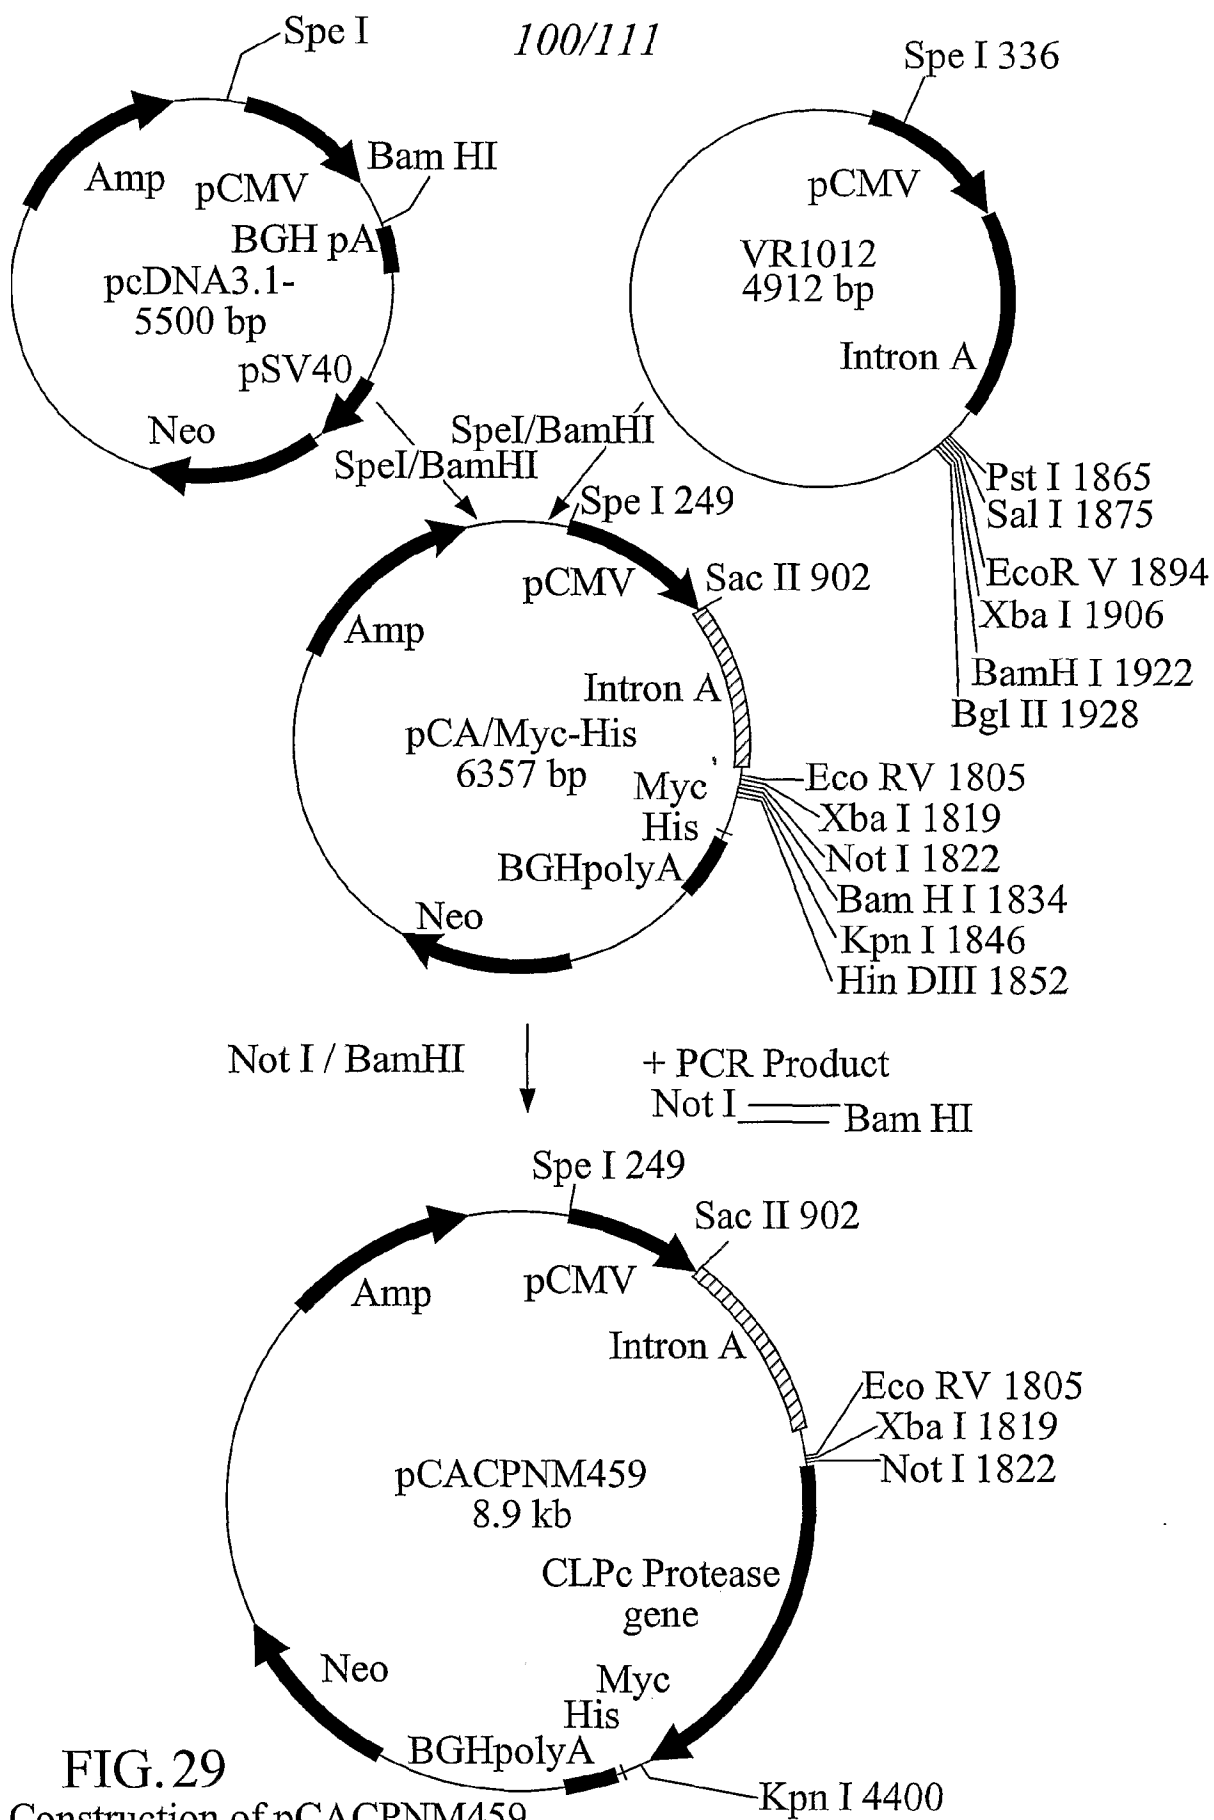 100/111
Spe I
Amp
pCMV
Bam HI
BGH pA
pcDNA3.1-
5500 bp
pSV40
Neo
SpeI/BamHI
Spe I 336
pCMV
VR1012
4912 bp
Intron A
SpeI/BamHI
Pst I 1865
Sal I 1875
EcoR V 1894
Xba I 1906
BamH I 1922
Bgl II 1928
Spe I 249
pCMV
Sac II 902
Amp
Intron A
pCA/Myc-His
6357 bp
Myc
His
BGHpolyA
Neo
Eco RV 1805
Xba I 1819
Not I 1822
Bam H I 1834
Kpn I 1846
Hin DIII 1852
Not I / BamHI
+ PCR Product
Not I
Bam HI
Spe I 249
Sac II 902
pCMV
Amp
Intron A
Eco RV 1805
Xba I 1819
Not I 1822
pCACPNM459
8.9 kb
CLPc Protease
gene
Myc
His
Neo
BGHpolyA
Kpn I 4400
FIG.29
Construction of pCACPNM459